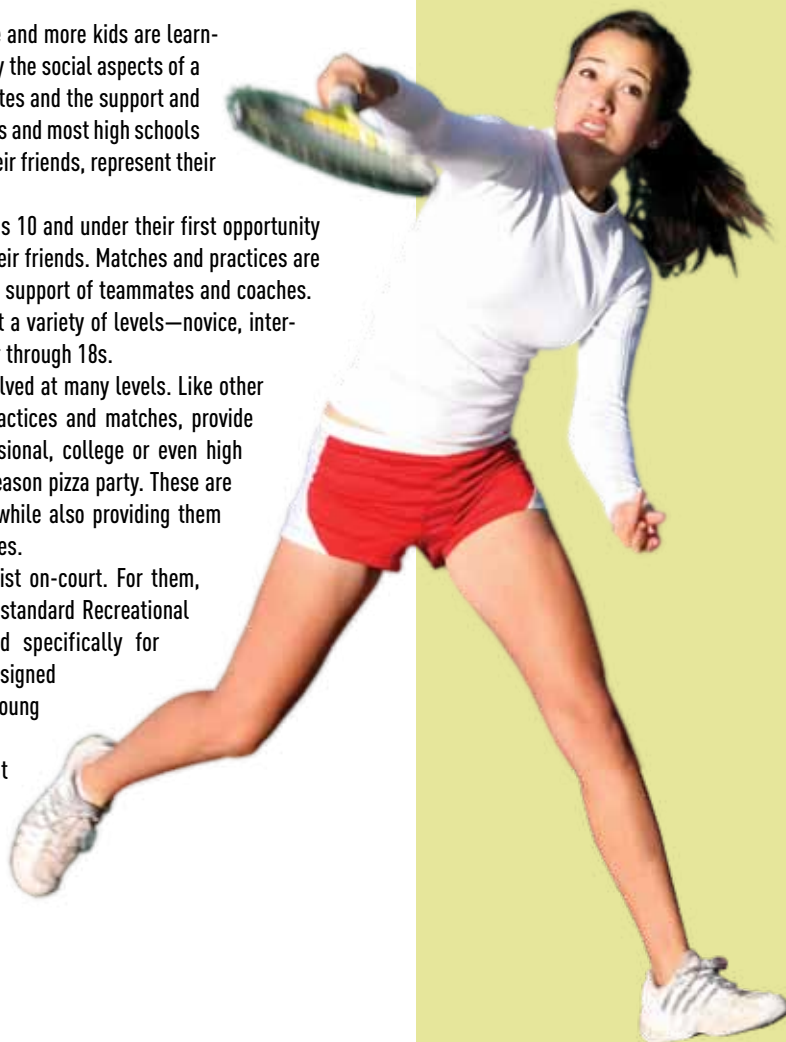 e and more kids are learn-
y the social aspects of a
tes and the support and
s and most high schools
eir friends, represent their
s 10 and under their first opportunity
eir friends. Matches and practices are
support of teammates and coaches.
t a variety of levels—novice, inter-
through 18s.
lved at many levels. Like other
actices and matches, provide
sional, college or even high
eason pizza party. These are
while also providing them
es.
ist on-court. For them,
standard Recreational
d specifically for
signed
oung
t